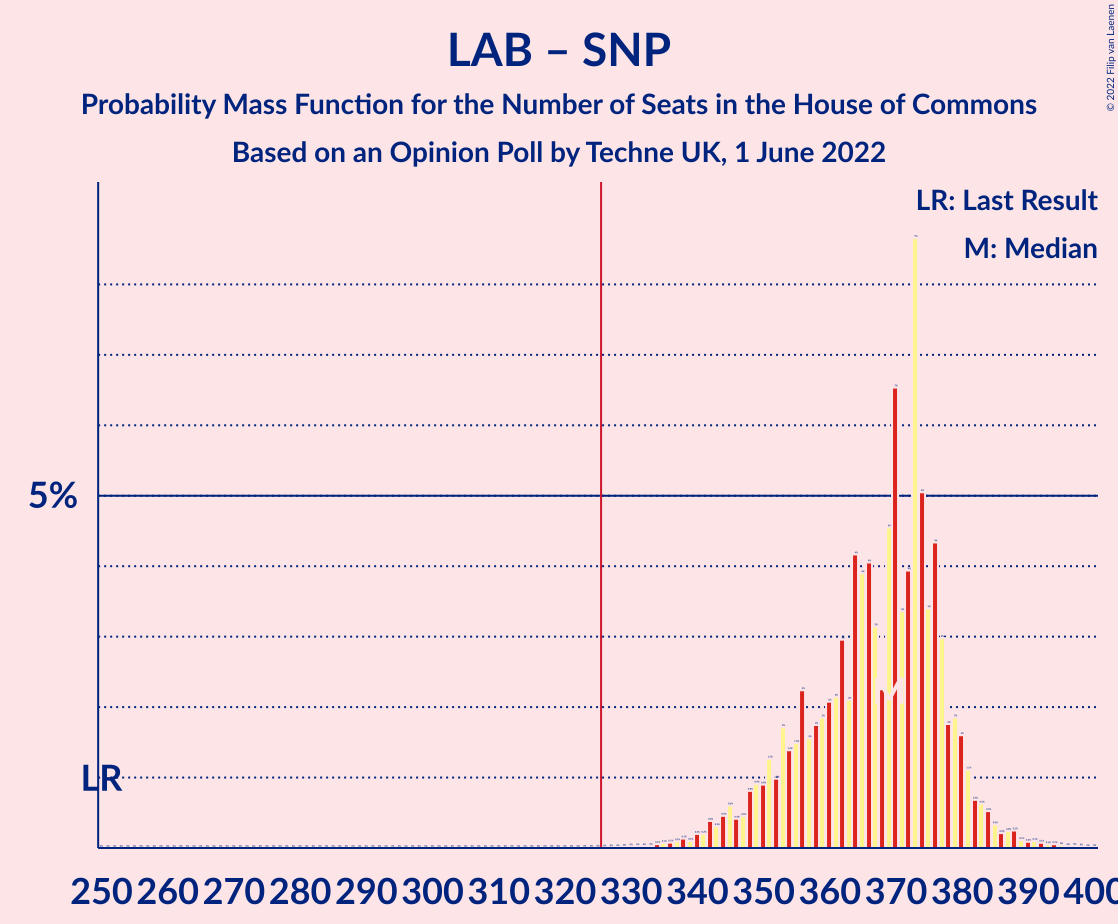 LAB – SNP
Probability Mass Function for the Number of Seats in the House of Commons
Based on an Opinion Poll by Techne UK, 1 June 2022
© 2022 Filip van Laenen
LR: Last Result
M: Median
5%
LR
M
250 260 270 280 290 300 310 320 330 340 350 360 370 380 390 400